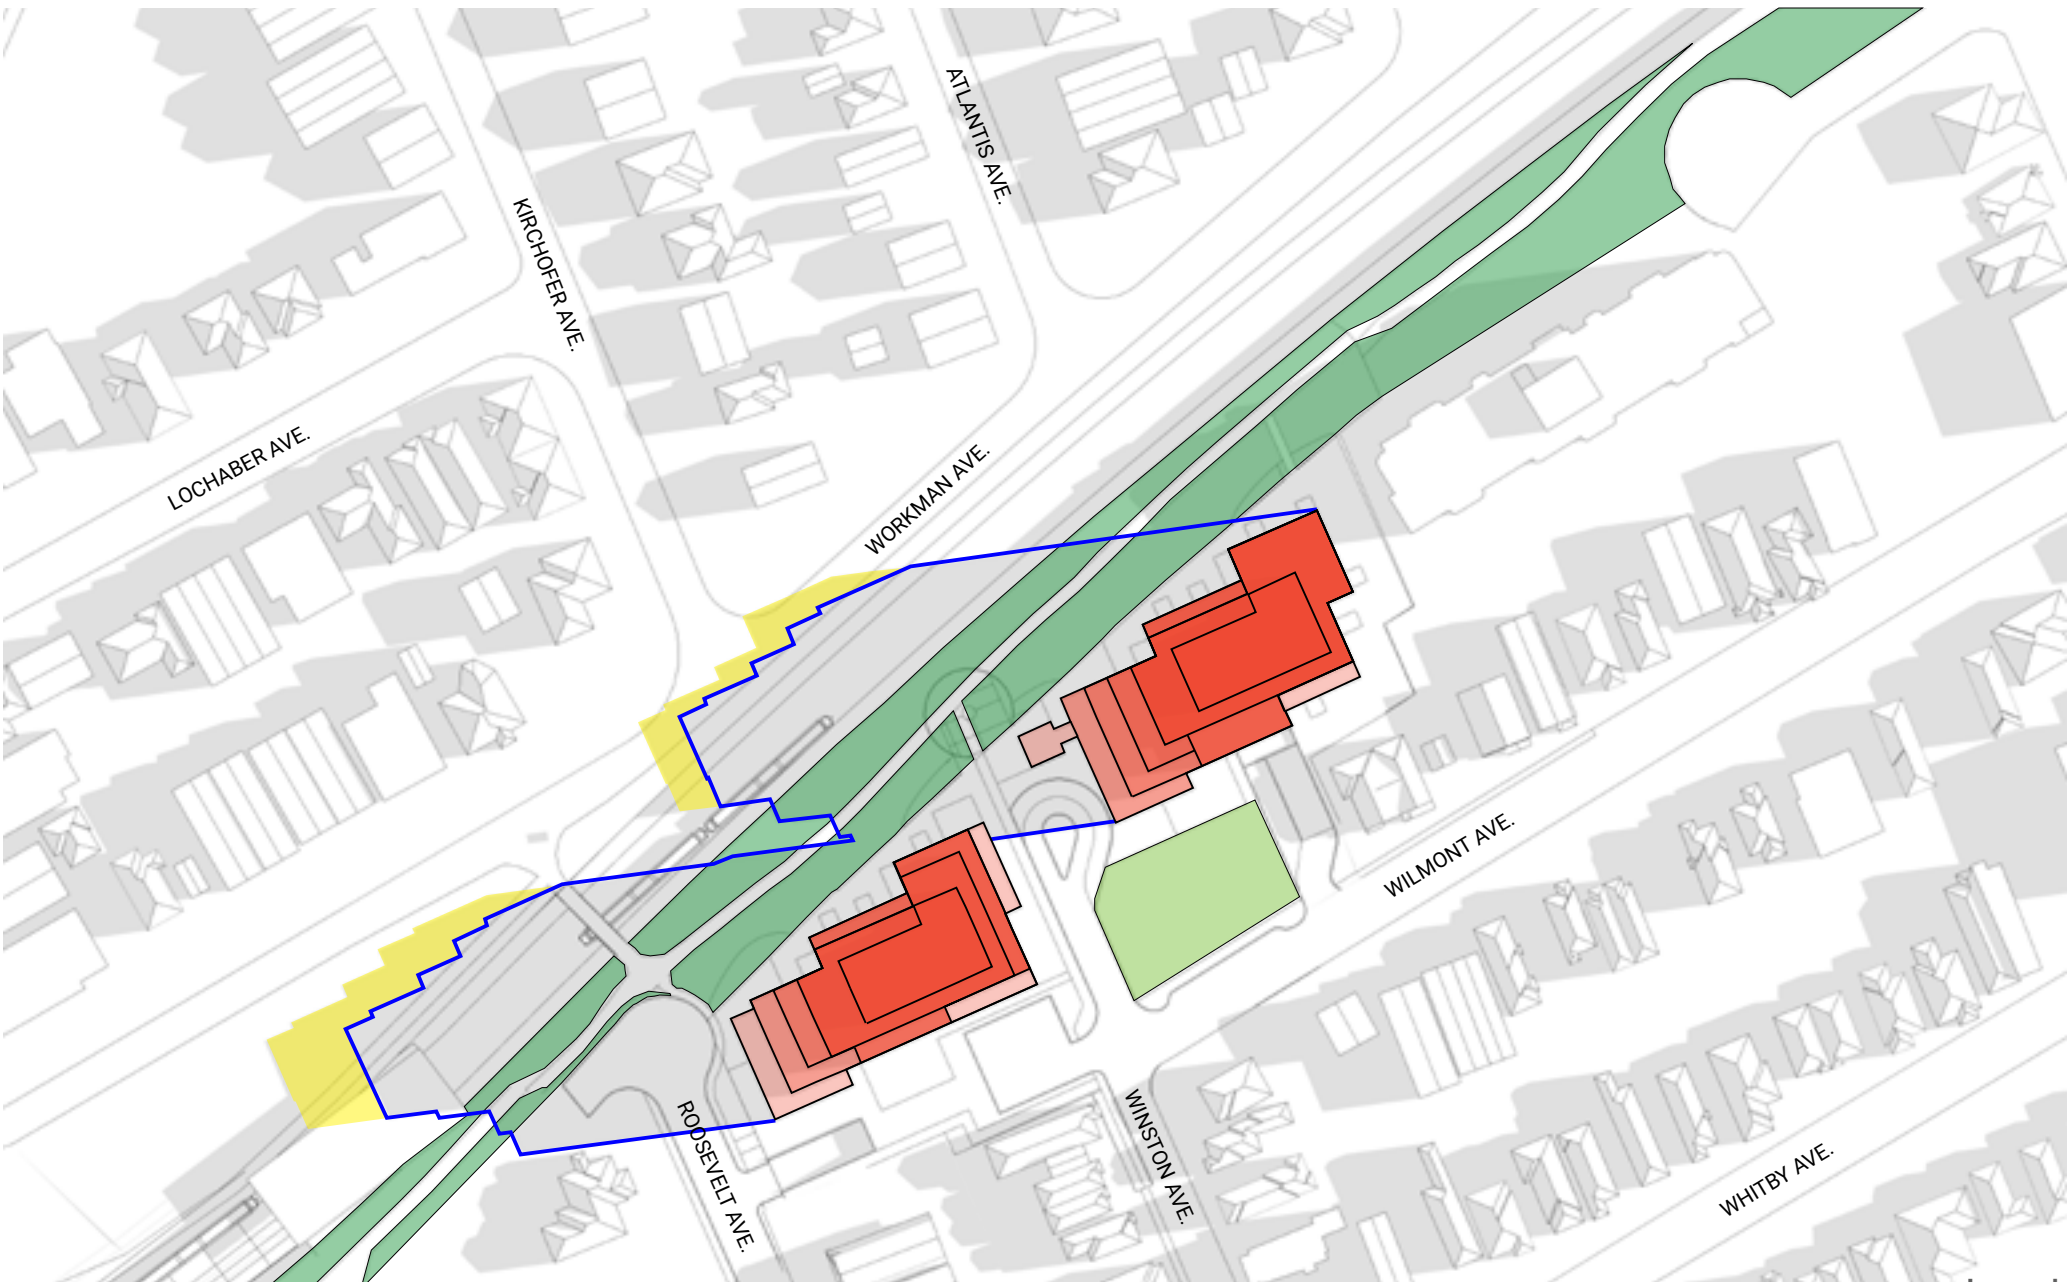 ATLANTIS AVE.
KIRCHOFER AVE.
LOCHABER AVE.
WORKMAN AVE.
WILMONT AVE.
ROOSEVELT AVE.
WINSTON AVE.
WHITBY AVE.